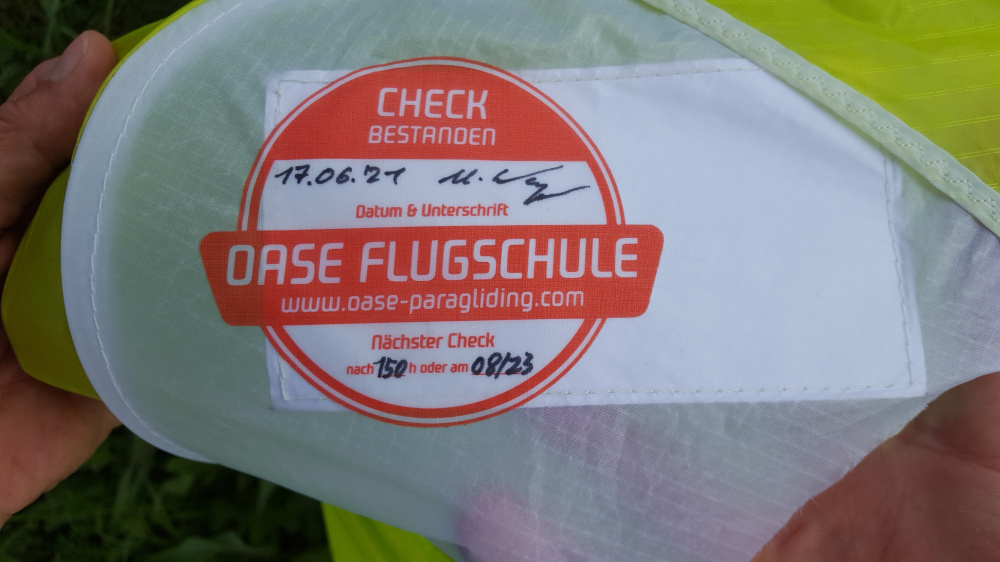 CHECK
BESTANDEN
17.06.21
Datum & Unterschrift
OASE FLUGSCHULE
www.oase-paragliding.com
Nächster Check
nach 150 h oder am 08/23